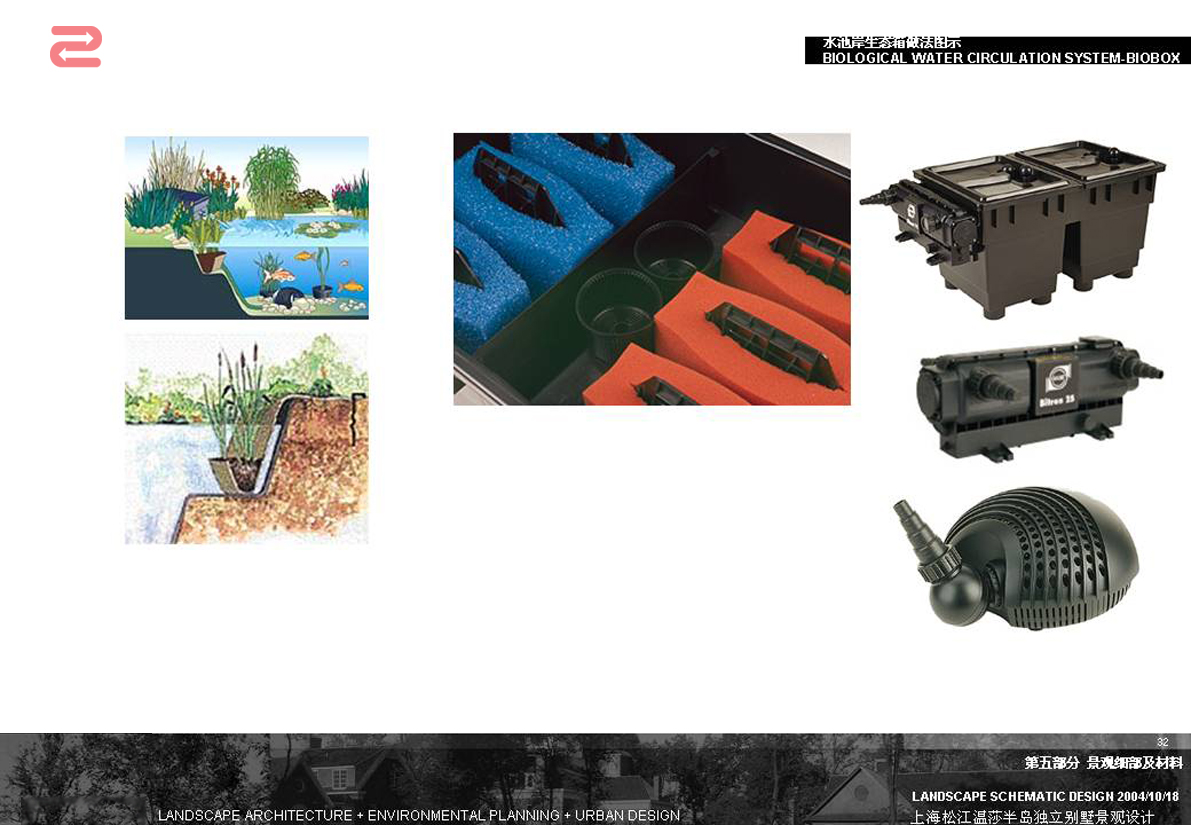 水池岸生态箱做法图示
BIOLOGICAL WATER CIRCULATION SYSTEM-BIOBOX
Bitron 25
32
第五部分 景观细部及材料
LANDSCAPE SCHEMATIC DESIGN 2004/10/18
LANDSCAPE ARCHITECTURE + ENVIRONMENTAL PLANNING + URBAN DESIGN
上海松江温莎半岛独立别墅景观设计